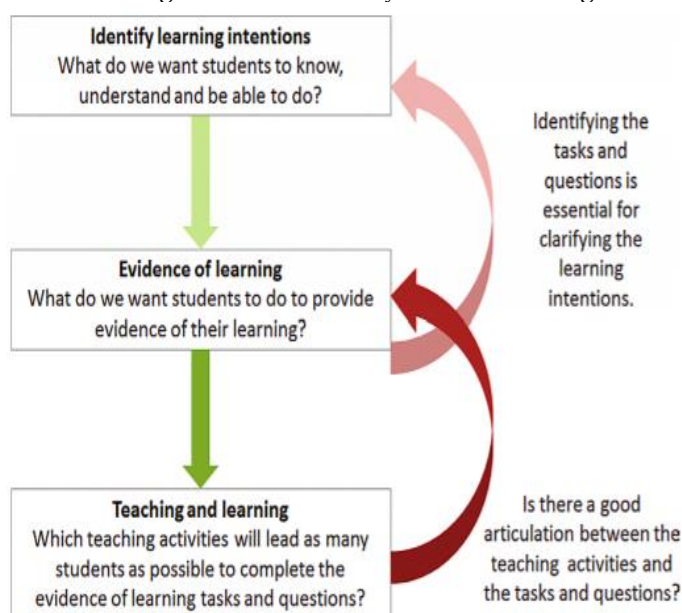 Identify learning intentions
What do we want students to know,
understand and be able to do?
Identifying the
tasks and
questions is
essential for
clarifying the
learning
intentions.
Evidence of learning
What do we want students to do to provide
evidence of their learning?
Teaching and learning
Which teaching activities will lead as many
students as possible to complete the
evidence of learning tasks and questions?
Is there a good
articulation between the
teaching activities and
the tasks and questions?